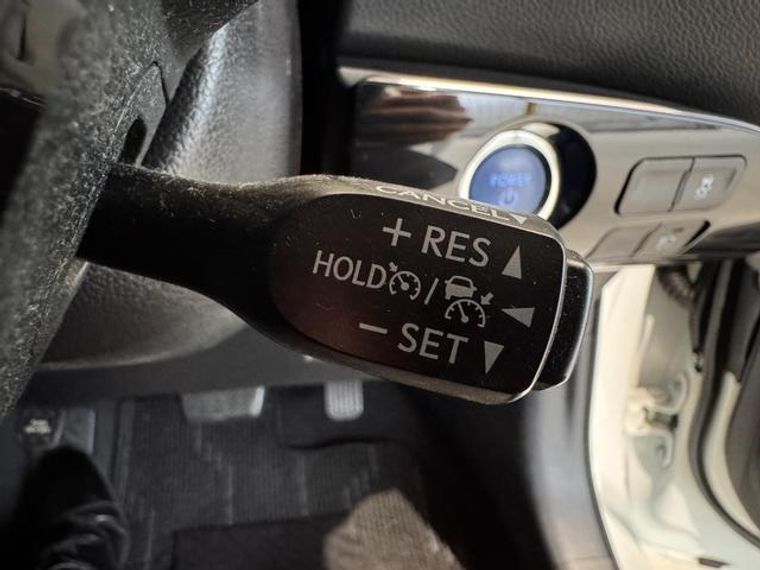 CANCEL▼
+ RES ▲
HOLD / ◀
− SET ▼
POWER